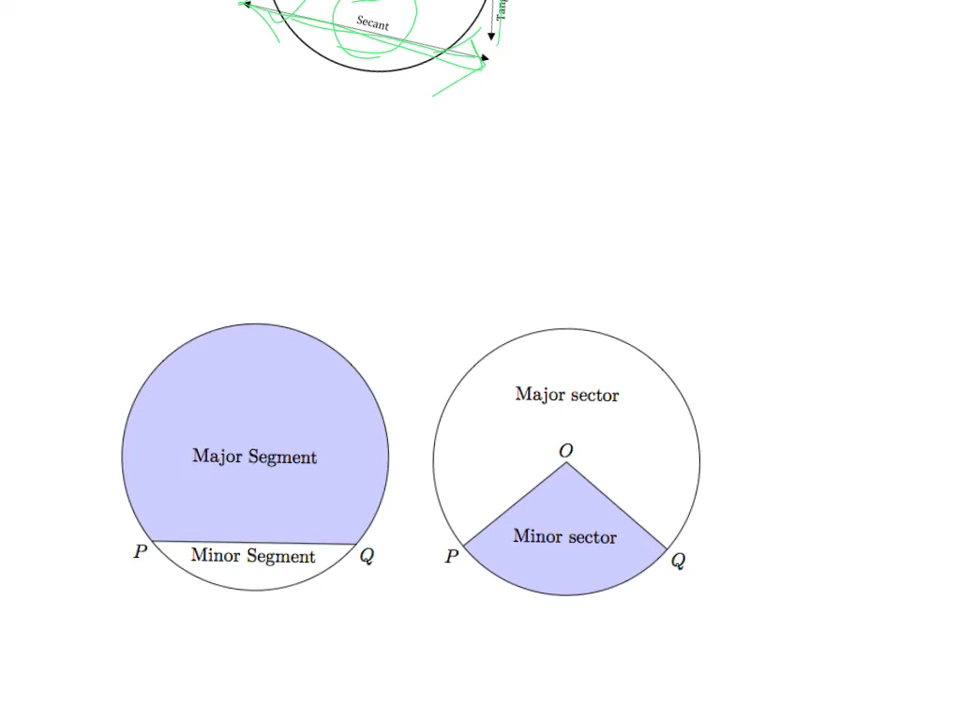 Secant
Major sector
O
Major Segment
Minor sector
P
Minor Segment
Q
P
Q